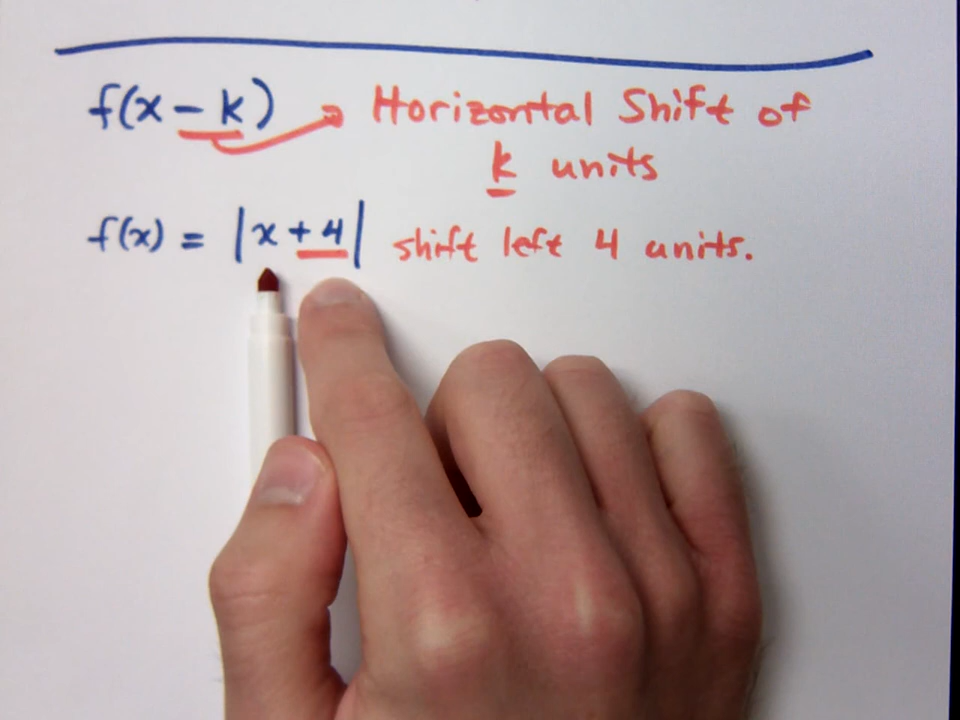 f(x - k) Horizontal Shift of
k units
f(x) = |x + 4| shift left 4 units.